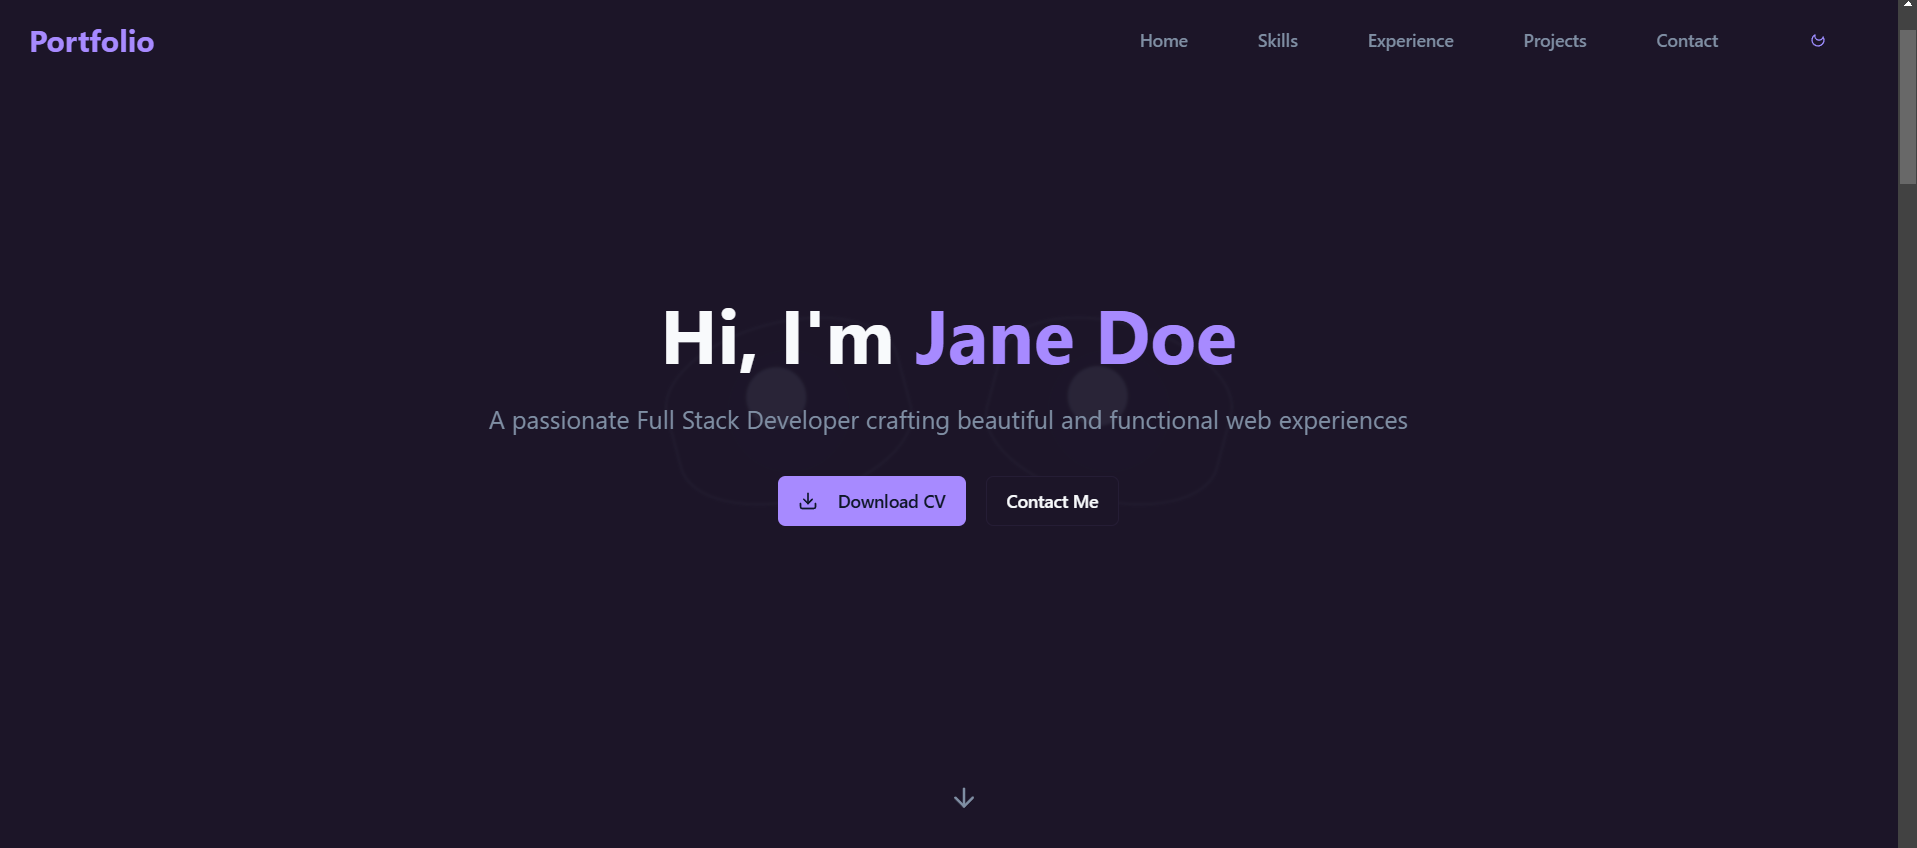 Portfolio
Home Skills Experience Projects Contact
Hi, I'm Jane Doe
A passionate Full Stack Developer crafting beautiful and functional web experiences
Download CV Contact Me